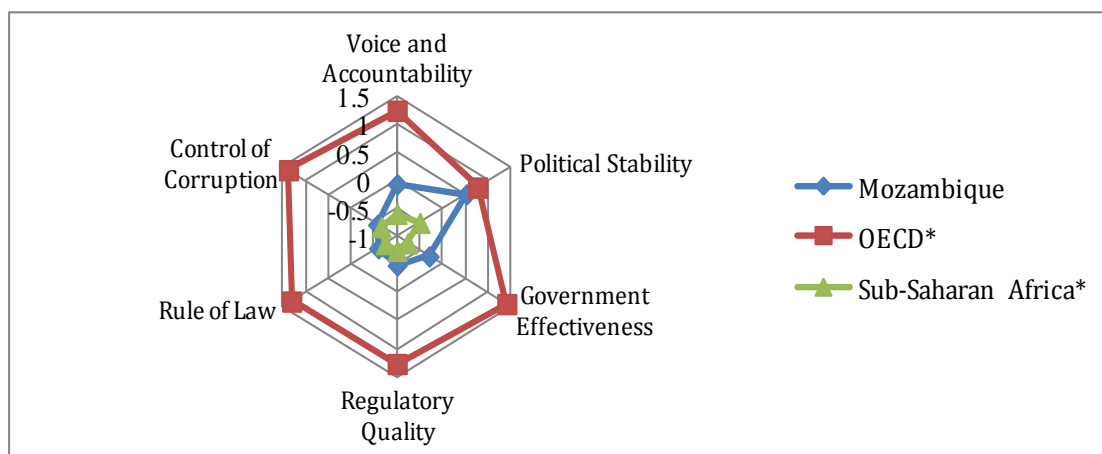 Voice and
Accountability
1.5
1
0.5
0
-0.5
-1
Political Stability
Government
Effectiveness
Regulatory
Quality
Rule of Law
Control of
Corruption
Mozambique
OECD*
Sub-Saharan Africa*